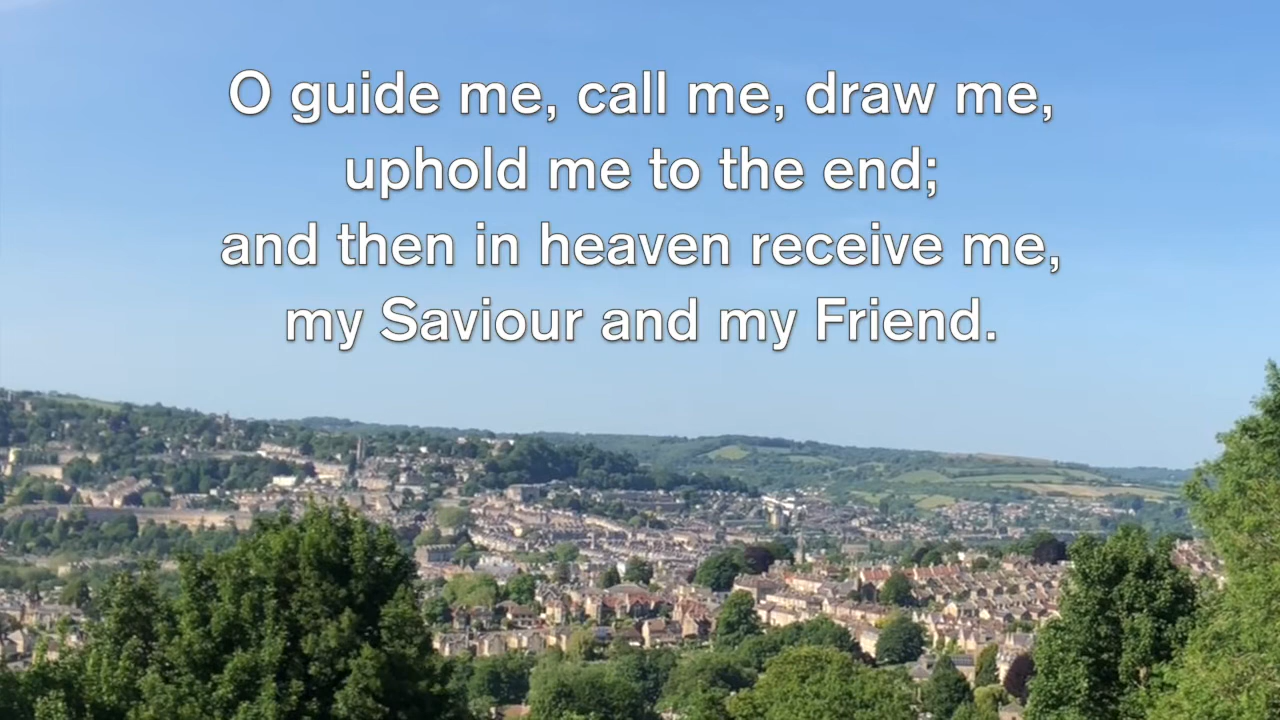 O guide me, call me, draw me,
uphold me to the end;
and then in heaven receive me,
my Saviour and my Friend.